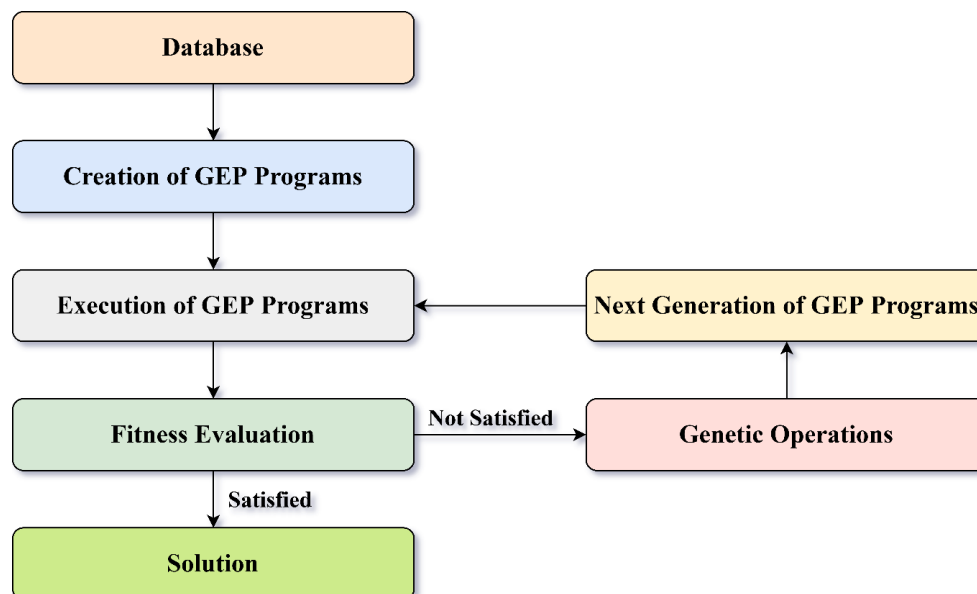 Database
Creation of GEP Programs
Execution of GEP Programs
Next Generation of GEP Programs
Fitness Evaluation
Not Satisfied
Genetic Operations
Satisfied
Solution